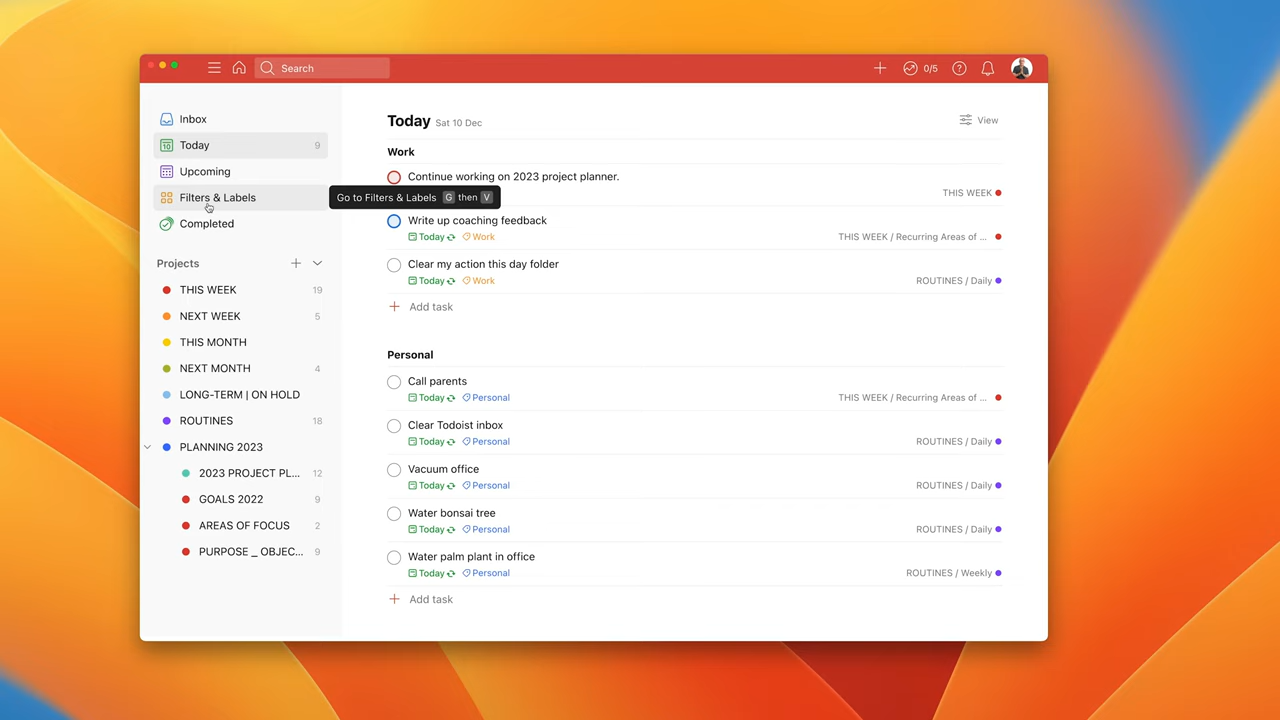 Search
0/5
Inbox
Today 9
Upcoming
Filters & Labels
Completed
Projects
THIS WEEK 19
NEXT WEEK 5
THIS MONTH
NEXT MONTH 4
LONG-TERM | ON HOLD
ROUTINES 18
PLANNING 2023
2023 PROJECT PL... 12
GOALS 2022 9
AREAS OF FOCUS 2
PURPOSE _ OBJEC... 9
Today Sat 10 Dec
View
Work
Continue working on 2023 project planner.
THIS WEEK
Go to Filters & Labels G then V
Write up coaching feedback
Today Work THIS WEEK / Recurring Areas of ...
Clear my action this day folder
Today Work ROUTINES / Daily
Add task
Personal
Call parents
Today Personal THIS WEEK / Recurring Areas of ...
Clear Todoist inbox
Today Personal ROUTINES / Daily
Vacuum office
Today Personal ROUTINES / Daily
Water bonsai tree
Today Personal ROUTINES / Daily
Water palm plant in office
Today Personal ROUTINES / Weekly
Add task